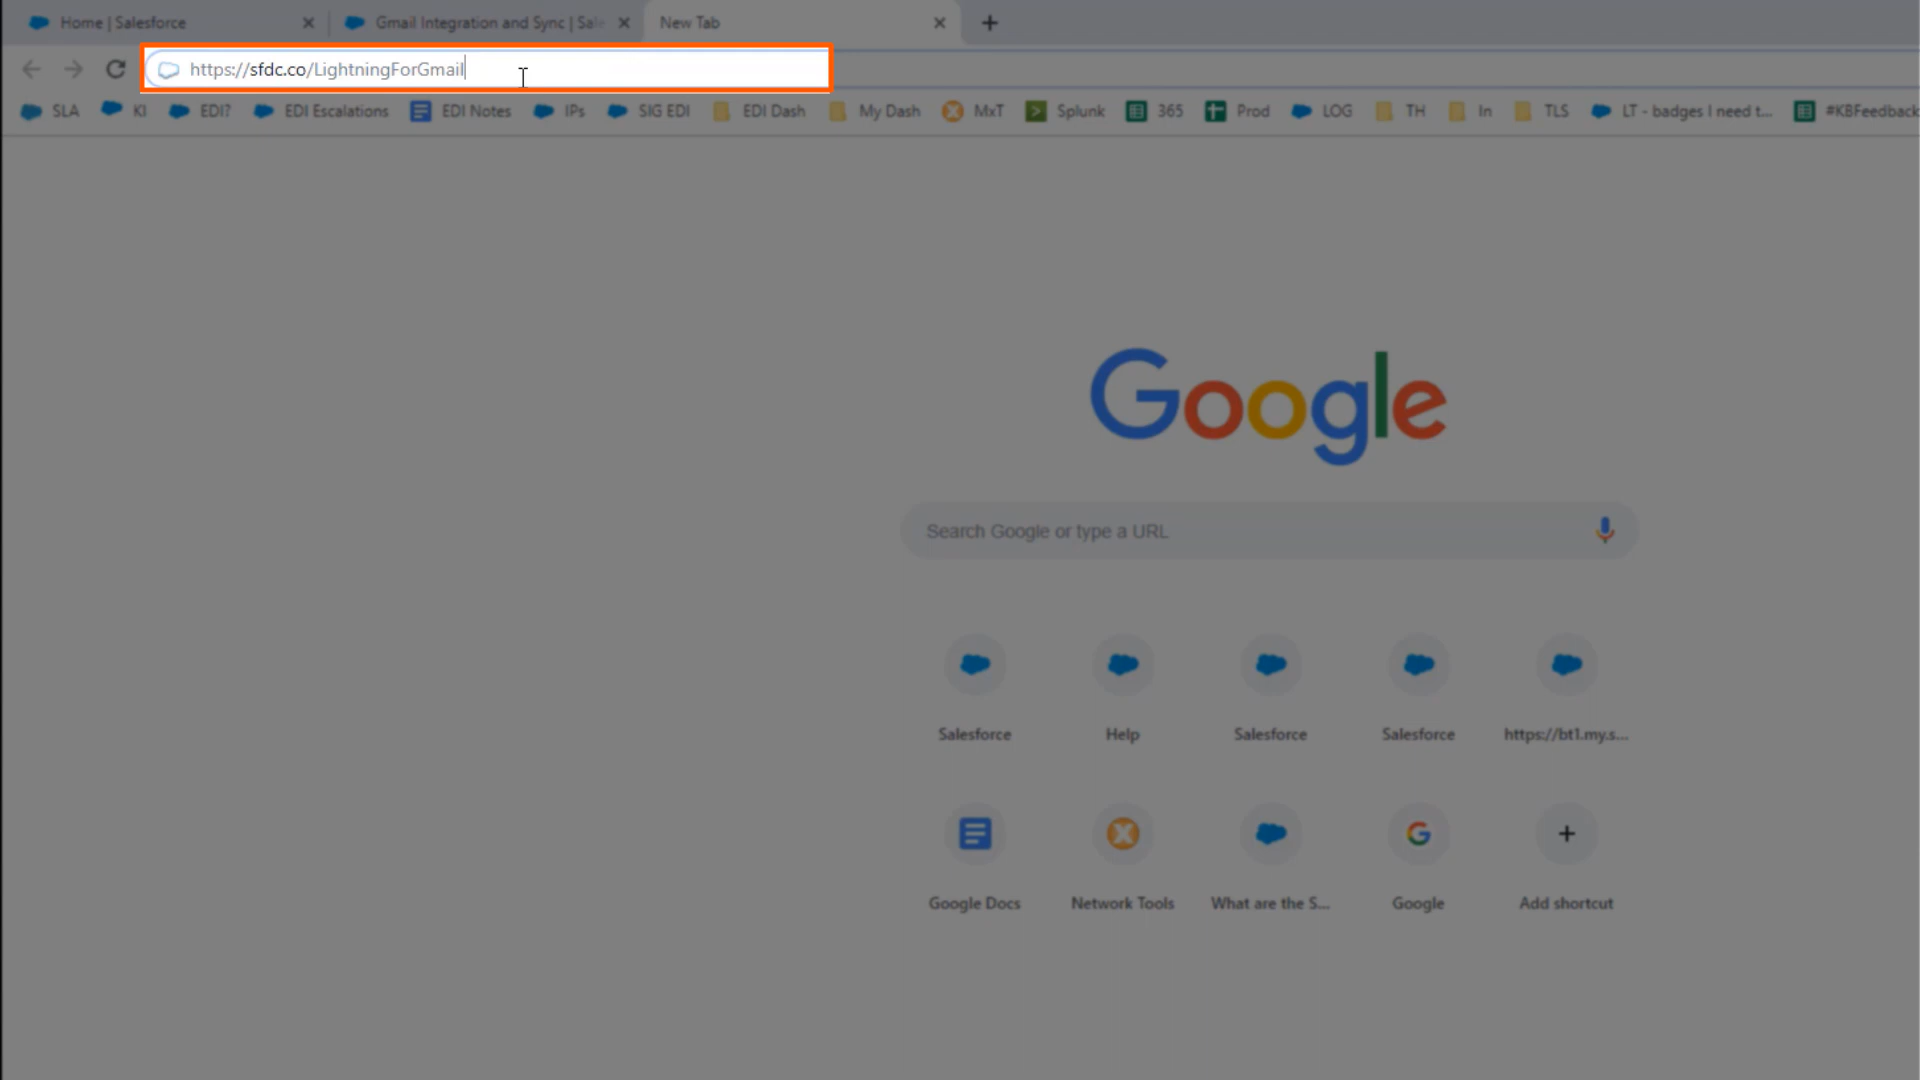 Home | Salesforce
Gmail Integration and Sync | Sale
New Tab
https://sfdc.co/LightningForGmail
SLA KI EDI? EDI Escalations EDI Notes IPs SIG EDI EDI Dash My Dash MxT Splunk 365 Prod LOG TH In TLS LT - badges I need t... #KBFeedback
Google
Search Google or type a URL
Salesforce Help Salesforce Salesforce https://bt1.my.s...
Google Docs Network Tools What are the S... Google Add shortcut